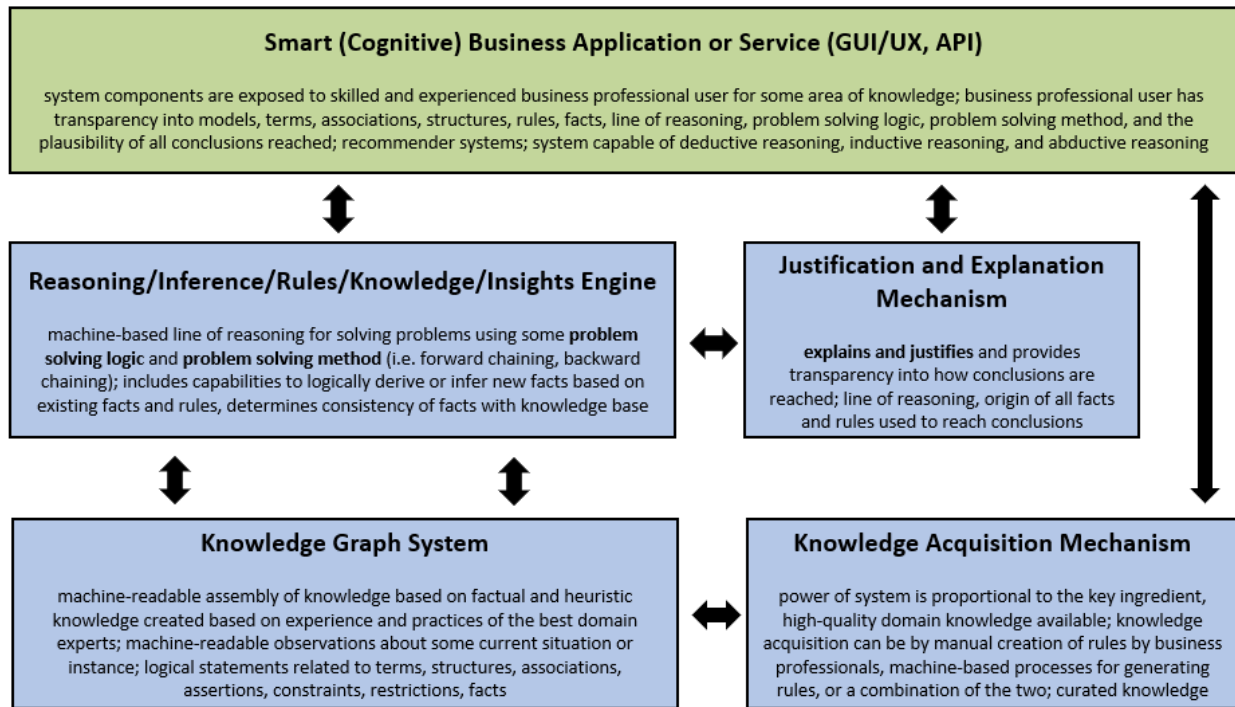 Smart (Cognitive) Business Application or Service (GUI/UX, API)
system components are exposed to skilled and experienced business professional user for some area of knowledge; business professional user has
transparency into models, terms, associations, structures, rules, facts, line of reasoning, problem solving logic, problem solving method, and the
plausibility of all conclusions reached; recommender systems; system capable of deductive reasoning, inductive reasoning, and abductive reasoning
Reasoning/Inference/Rules/Knowledge/Insights Engine
machine-based line of reasoning for solving problems using some problem
solving logic and problem solving method (i.e. forward chaining, backward
chaining); includes capabilities to logically derive or infer new facts based on
existing facts and rules, determines consistency of facts with knowledge base
Justification and Explanation
Mechanism
explains and justifies and provides
transparency into how conclusions are
reached; line of reasoning, origin of all facts
and rules used to reach conclusions
Knowledge Graph System
machine-readable assembly of knowledge based on factual and heuristic
knowledge created based on experience and practices of the best domain
experts; machine-readable observations about some current situation or
instance; logical statements related to terms, structures, associations,
assertions, constraints, restrictions, facts
Knowledge Acquisition Mechanism
power of system is proportional to the key ingredient,
high-quality domain knowledge available; knowledge
acquisition can be by manual creation of rules by business
professionals, machine-based processes for generating
rules, or a combination of the two; curated knowledge